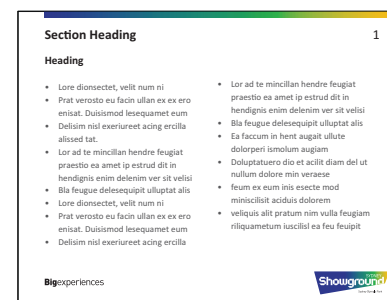 Section Heading 1
Heading
• Lore dionsectet, velit num ni
• Prat verosto eu facin ullan ex ex ero
enisat. Duisismod lesequamet eum
• Delisim nisl exeriureet acing ercilla
alissed tat.
• Lor ad te mincillan hendre feugiat
praestio ea amet ip estrud dit in
hendignis enim delenim ver sit velisi
• Bla feugue delesequipit ulluptat alis
• Lore dionsectet, velit num ni
• Prat verosto eu facin ullan ex ex ero
enisat. Duisismod lesequamet eum
• Delisim nisl exeriureet acing ercilla
• Lor ad te mincillan hendre feugiat
praestio ea amet ip estrud dit in
hendignis enim delenim ver sit velisi
• Bla feugue delesequipit ulluptat alis
• Ea faccum in hent augait ullute
dolorperi ismolum augiam
• Doluptatuero dio et acilit diam del ut
nullum dolore min veraese
• feum ex eum inis esecte mod
miniscilisit aciduis dolorem
• veliquis alit pratum nim vulla feugiam
riliquametum iuscilisl ea feu feuipit
Bigexperiences
SYDNEY
Showground